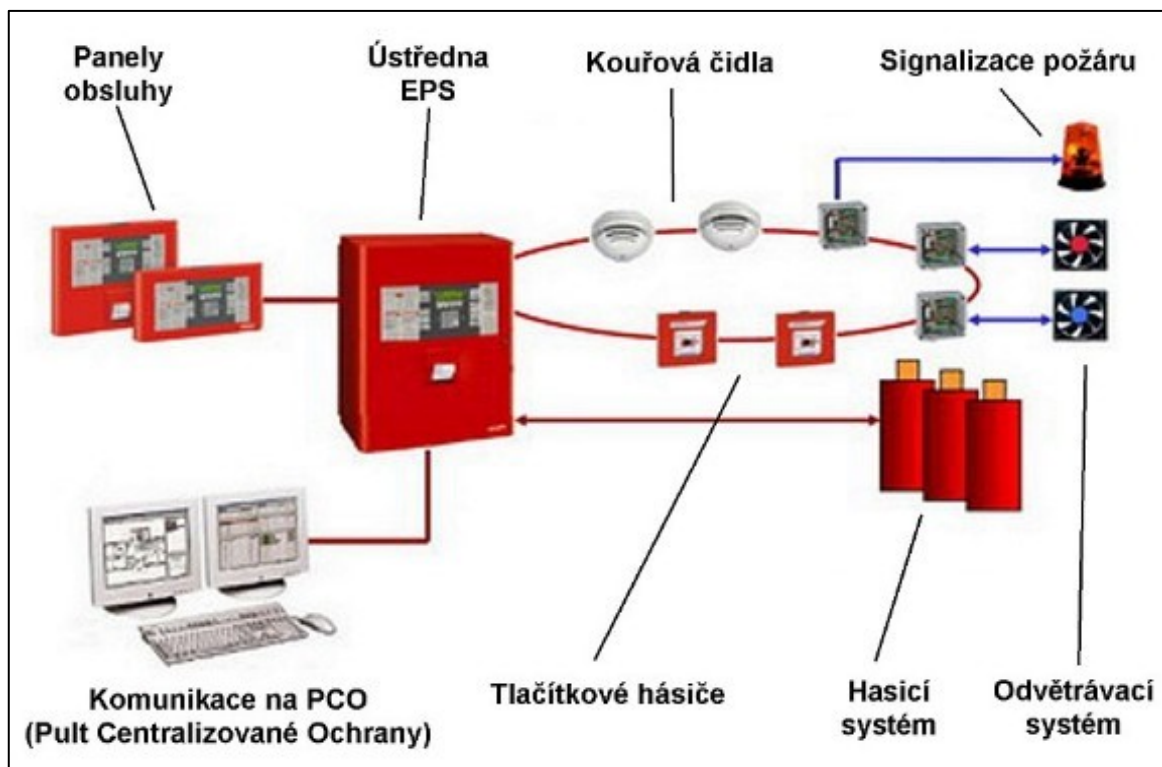 Panely
obsluhy
Ústředna
EPS
Kouřová čidla
Signalizace požáru
Komunikace na PCO
(Pult Centralizované Ochrany)
Tlačítkové hásiče
Hasicí
systém
Odvětrávací
systém